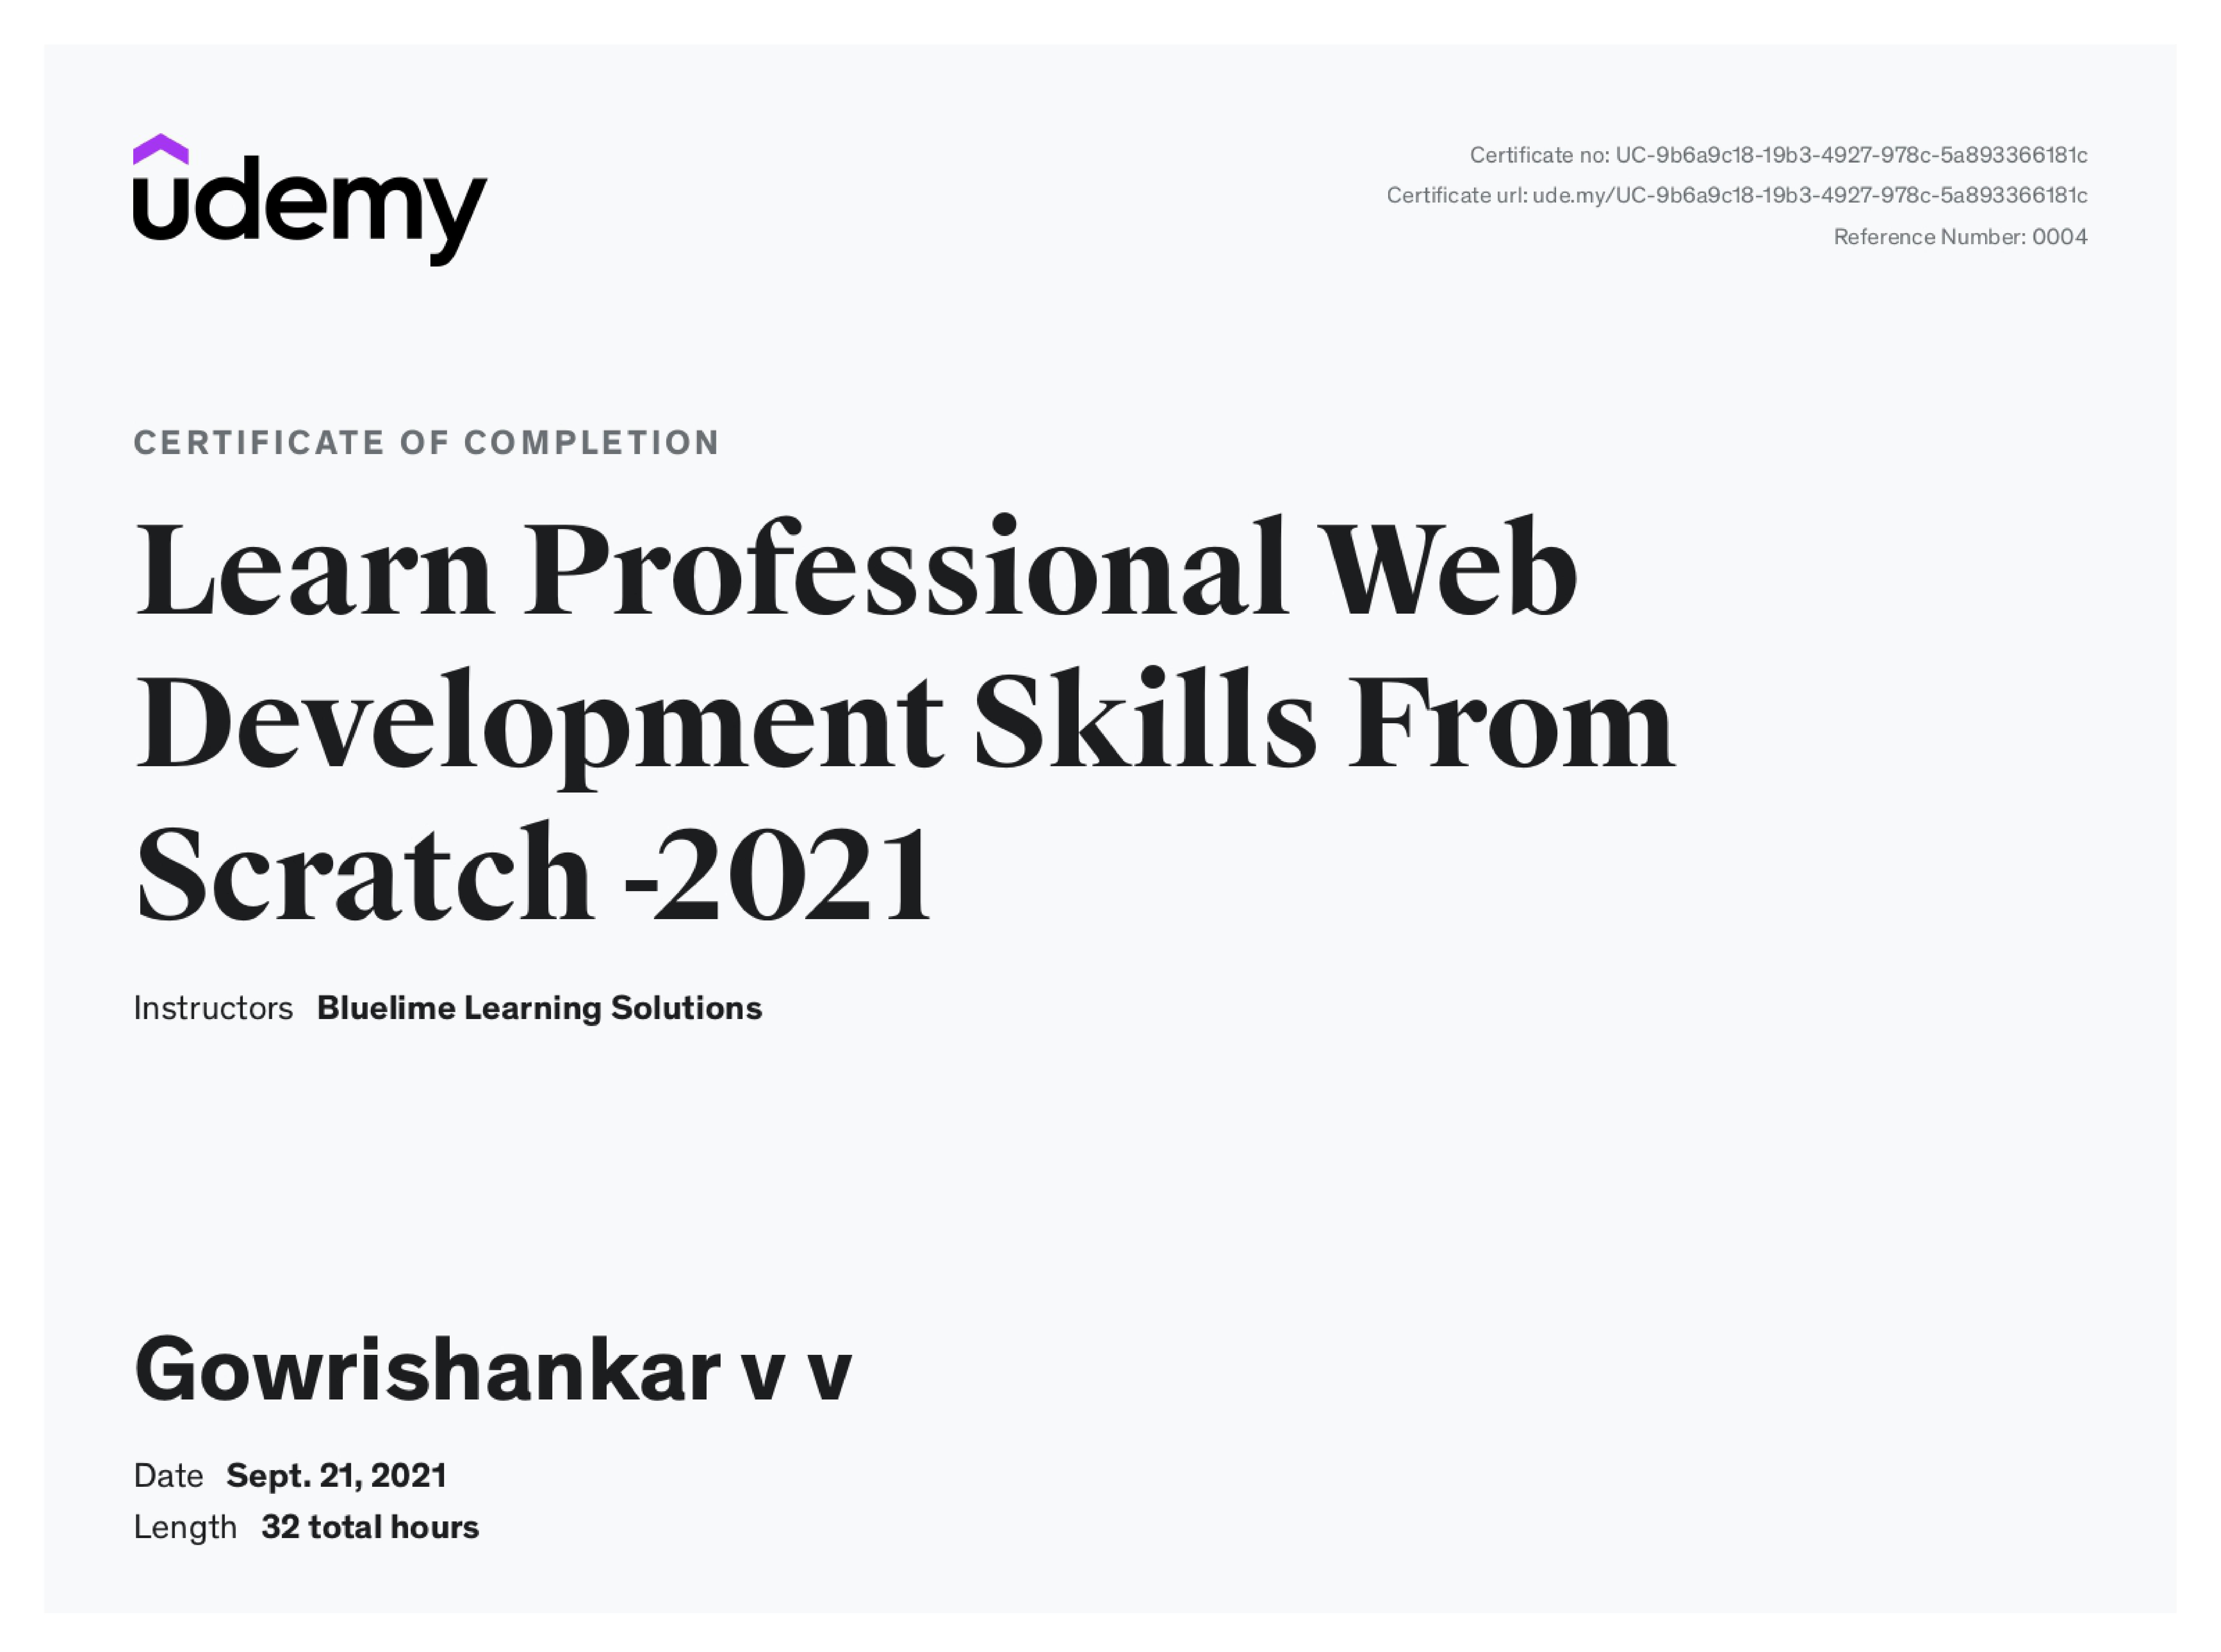 udemy
Certificate no: UC-9b6a9c18-19b3-4927-978c-5a893366181c
Certificate url: ude.my/UC-9b6a9c18-19b3-4927-978c-5a893366181c
Reference Number: 0004
CERTIFICATE OF COMPLETION
Learn Professional Web
Development Skills From
Scratch -2021
Instructors Bluelime Learning Solutions
Gowrishankar v v
Date Sept. 21, 2021
Length 32 total hours